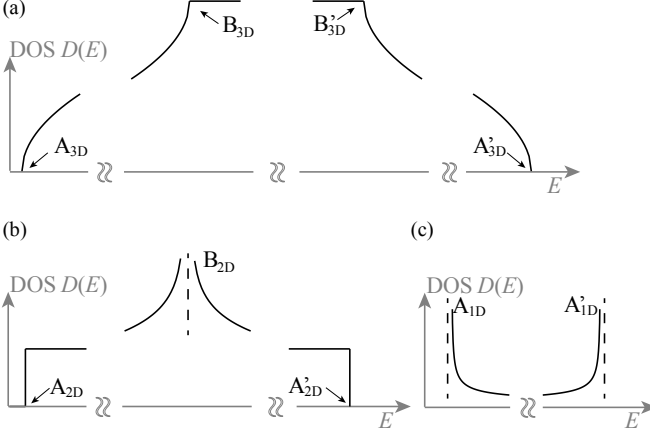 (a)
DOS D(E)
B3D
B'3D
A3D
A'3D
E
(b)
(c)
DOS D(E)
B2D
A2D
A'2D
E
DOS D(E)
A1D
A'1D
E